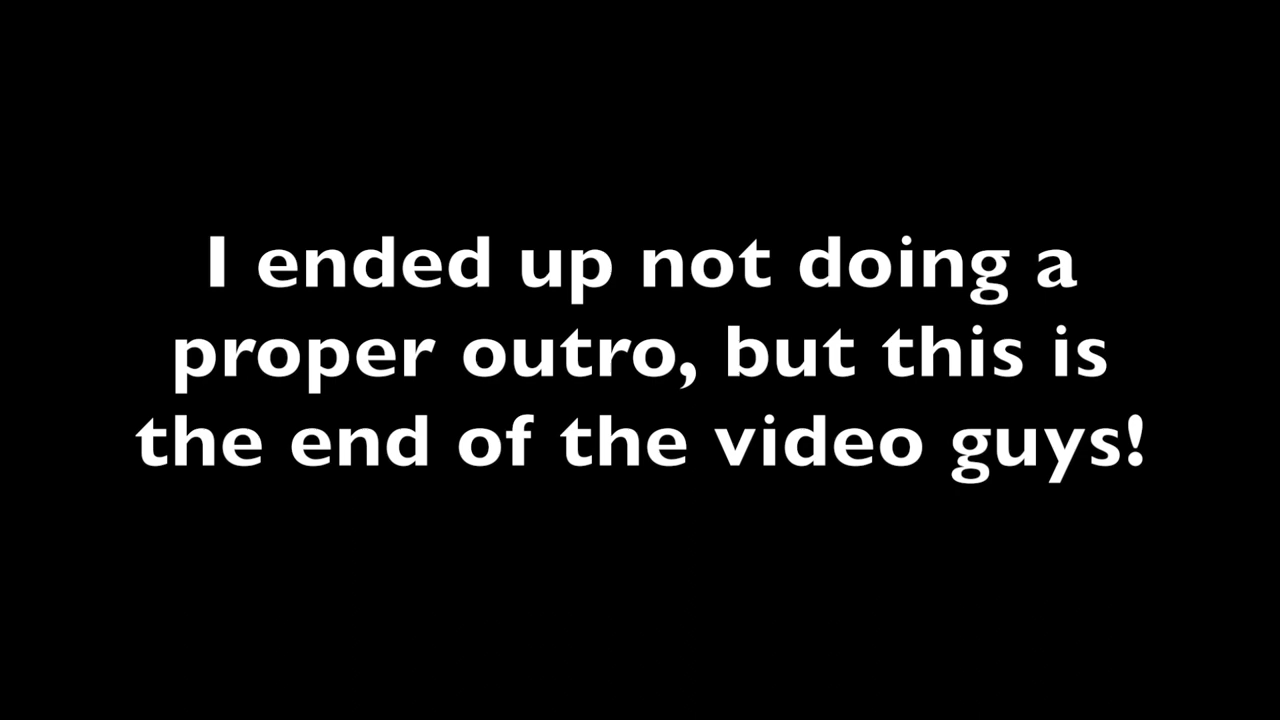 I ended up not doing a
proper outro, but this is
the end of the video guys!